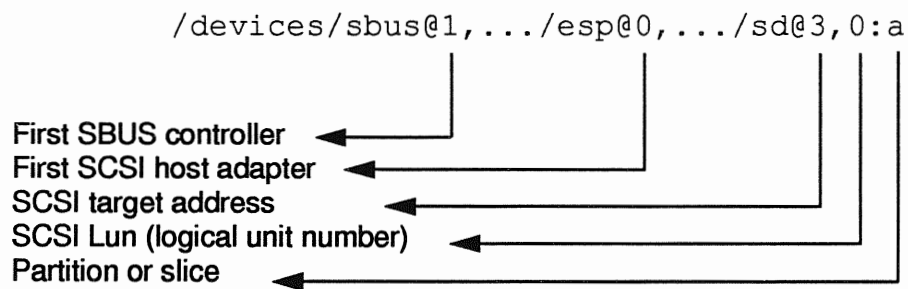 /devices/sbus@1,.../esp@0,.../sd@3,0:a
First SBUS controller
First SCSI host adapter
SCSI target address
SCSI Lun (logical unit number)
Partition or slice